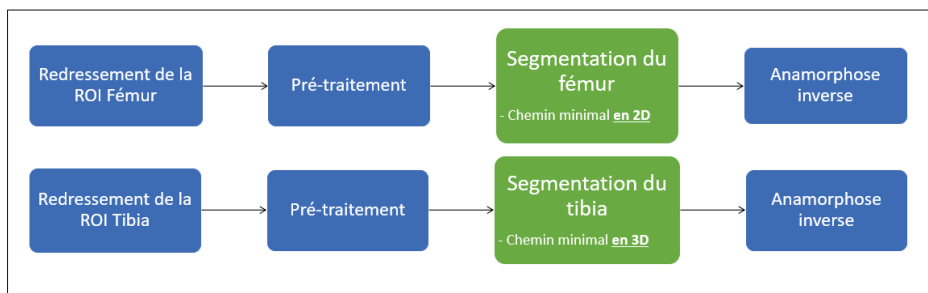 Redressement de la
ROI Fémur
Pré-traitement
Segmentation du
fémur
- Chemin minimal en 2D
Anamorphose
inverse
Redressement de la
ROI Tibia
Pré-traitement
Segmentation du
tibia
- Chemin minimal en 3D
Anamorphose
inverse